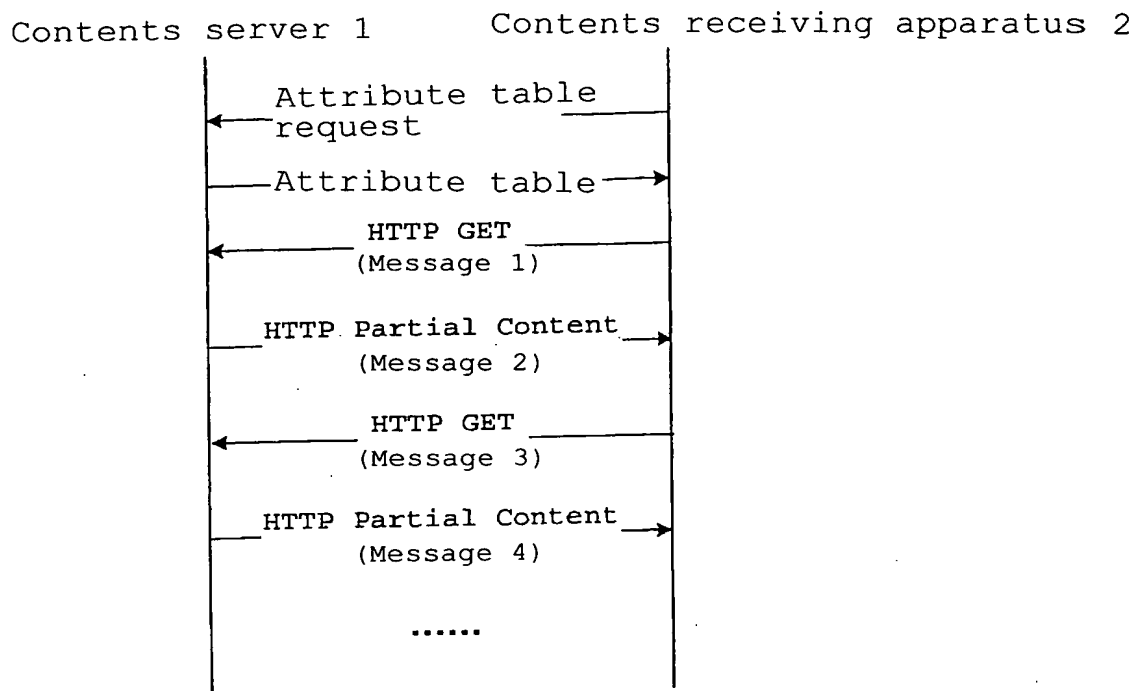 Contents server 1
Contents receiving apparatus 2
Attribute table
request
Attribute table
HTTP GET
(Message 1)
HTTP Partial Content
(Message 2)
HTTP GET
(Message 3)
HTTP Partial Content
(Message 4)
......